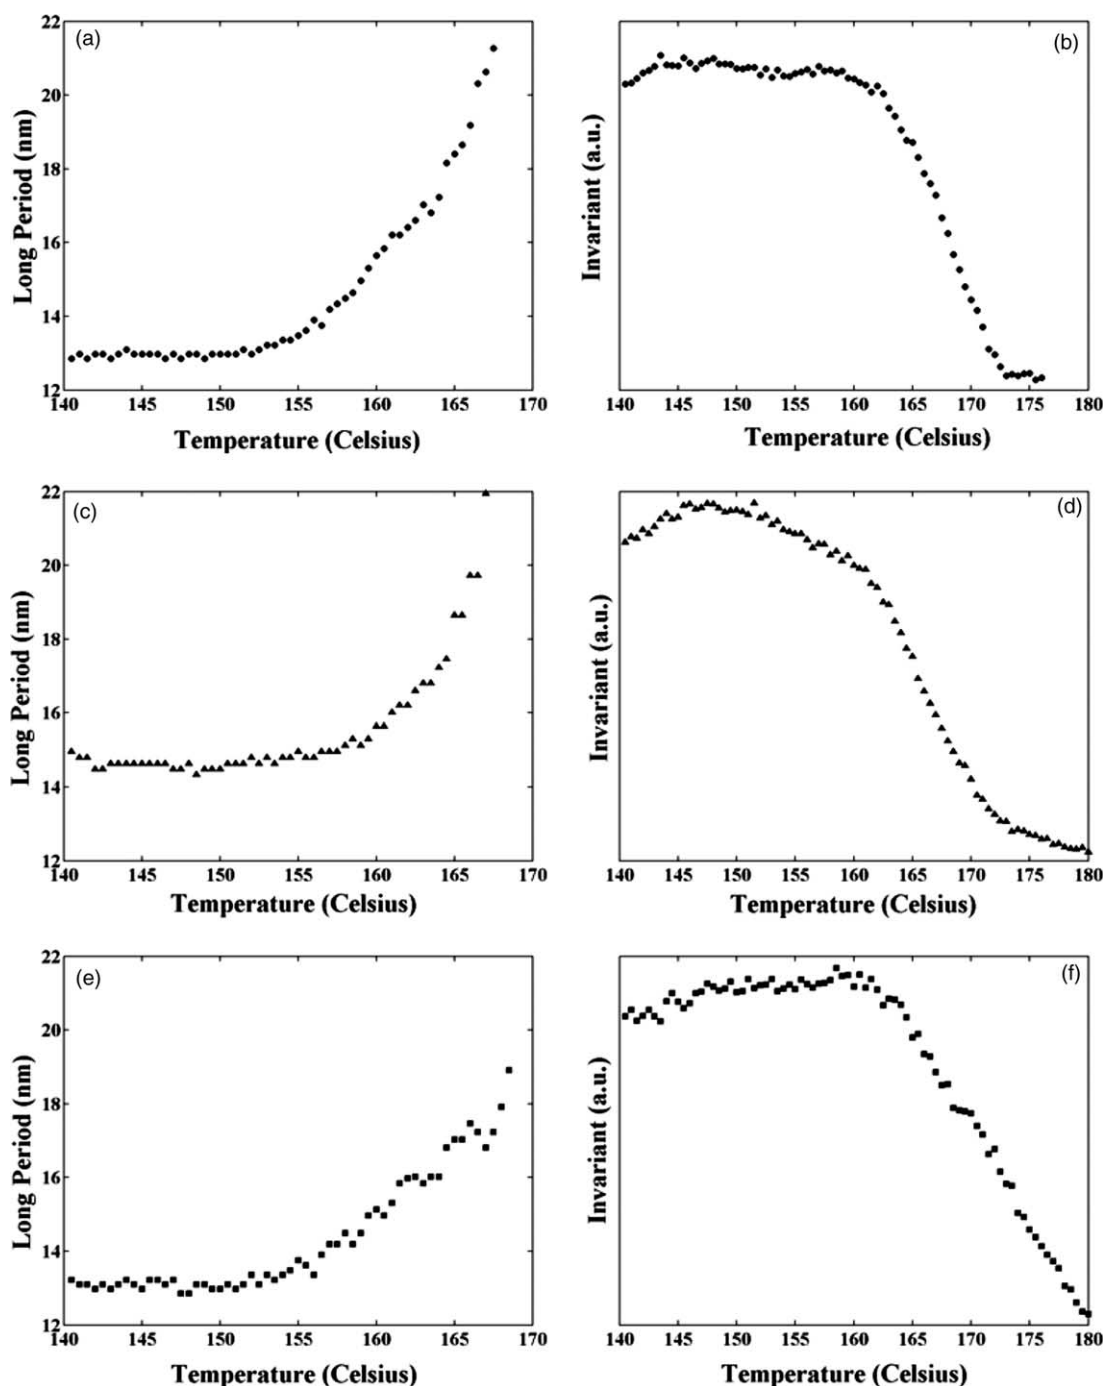 (a)
22
20
18
16
14
12
Long Period (nm)
140 145 150 155 160 165 170
Temperature (Celsius)
(b)
Invariant (a.u.)
140 145 150 155 160 165 170 175 180
Temperature (Celsius)
(c)
22
20
18
16
14
12
Long Period (nm)
140 145 150 155 160 165 170
Temperature (Celsius)
(d)
Invariant (a.u.)
140 145 150 155 160 165 170 175 180
Temperature (Celsius)
(e)
22
20
18
16
14
12
Long Period (nm)
140 145 150 155 160 165 170
Temperature (Celsius)
(f)
Invariant (a.u.)
140 145 150 155 160 165 170 175 180
Temperature (Celsius)